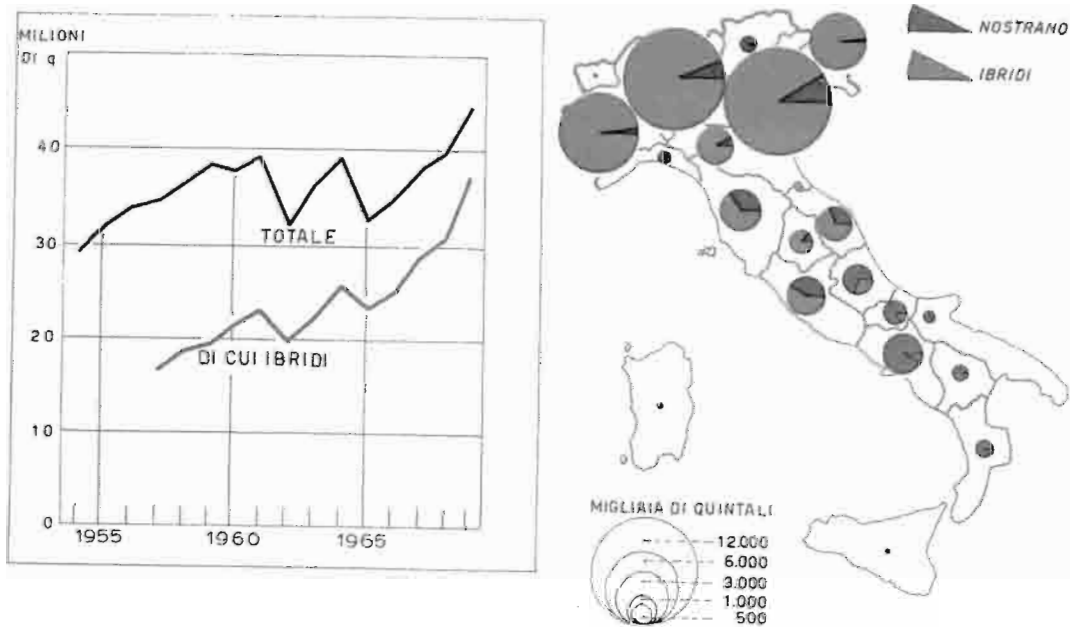 MILIONI
DI q
40
30
20
10
0
TOTALE
DI CUI IBRIDI
1955
1960
1965
NOSTRANO
IBRIDI
MIGLIAIA DI QUINTALI
12.000
6.000
3.000
1.000
500